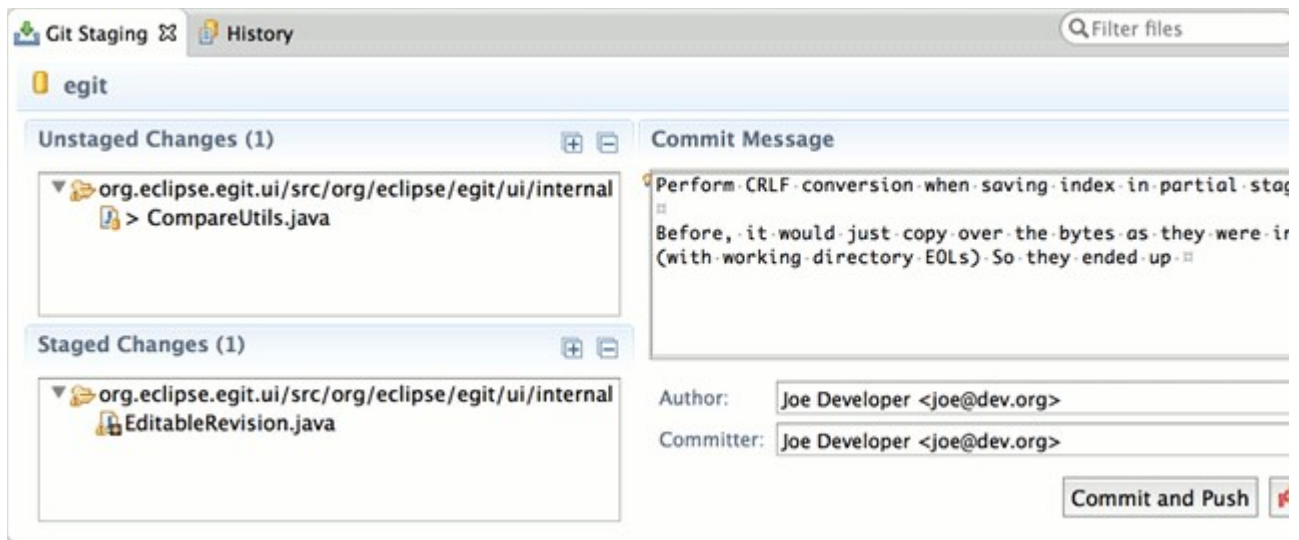 Git Staging
History
Filter files
egit
Unstaged Changes (1)
org.eclipse.egit.ui/src/org/eclipse/egit/ui/internal
> CompareUtils.java
Staged Changes (1)
org.eclipse.egit.ui/src/org/eclipse/egit/ui/internal
EditableRevision.java
Commit Message
Perform CRLF conversion when saving index in partial
Before, it would just copy over the bytes as they were
(with working directory EOLs) So they ended up
Author: Joe Developer <joe@dev.org>
Committer: Joe Developer <joe@dev.org>
Commit and Push